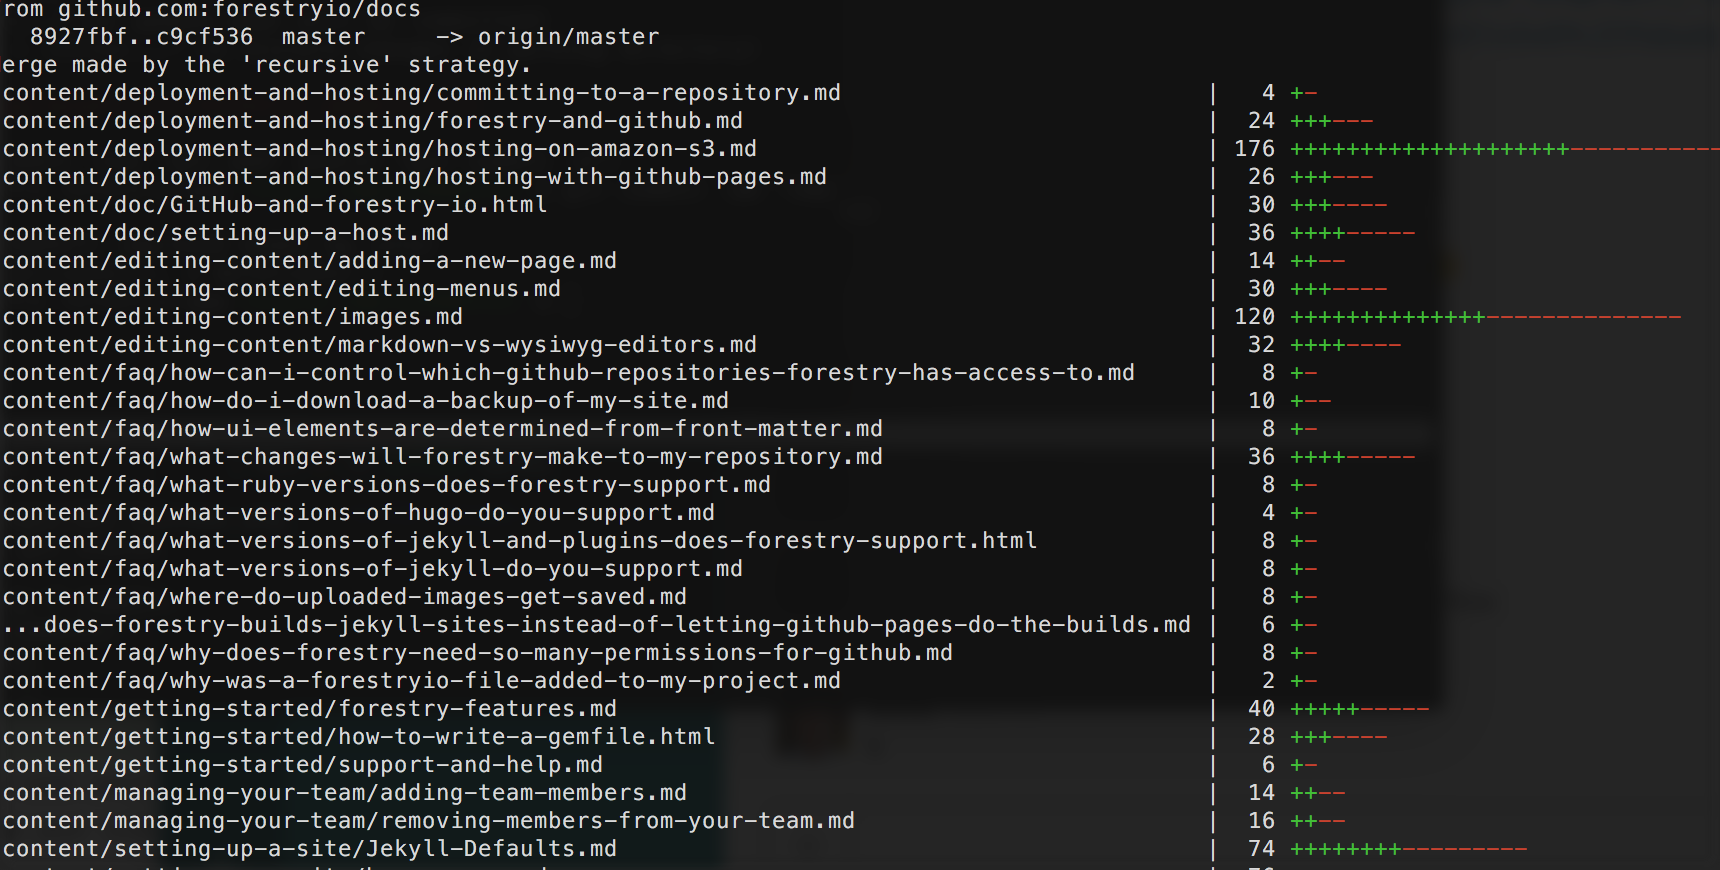 rom github.com:forestryio/docs
8927fbf..c9cf536  master     -> origin/master
erge made by the 'recursive' strategy.
content/deployment-and-hosting/committing-to-a-repository.md | 4 +-
content/deployment-and-hosting/forestry-and-github.md | 24 +++---
content/deployment-and-hosting/hosting-on-amazon-s3.md | 176 ++++++++++++++++++++-----------
content/deployment-and-hosting/hosting-with-github-pages.md | 26 +++---
content/doc/GitHub-and-forestry-io.html | 30 +++----
content/doc/setting-up-a-host.md | 36 ++++-----
content/editing-content/adding-a-new-page.md | 14 ++--
content/editing-content/editing-menus.md | 30 +++----
content/editing-content/images.md | 120 ++++++++++++++--------------
content/editing-content/markdown-vs-wysiwyg-editors.md | 32 ++++----
content/faq/how-can-i-control-which-github-repositories-forestry-has-access-to.md | 8 +-
content/faq/how-do-i-download-a-backup-of-my-site.md | 10 +--
content/faq/how-ui-elements-are-determined-from-front-matter.md | 8 +-
content/faq/what-changes-will-forestry-make-to-my-repository.md | 36 ++++-----
content/faq/what-ruby-versions-does-forestry-support.md | 8 +-
content/faq/what-versions-of-hugo-do-you-support.md | 4 +-
content/faq/what-versions-of-jekyll-and-plugins-does-forestry-support.html | 8 +-
content/faq/what-versions-of-jekyll-do-you-support.md | 8 +-
content/faq/where-do-uploaded-images-get-saved.md | 8 +-
...does-forestry-builds-jekyll-sites-instead-of-letting-github-pages-do-the-builds.md | 6 +-
content/faq/why-does-forestry-need-so-many-permissions-for-github.md | 8 +-
content/faq/why-was-a-forestryio-file-added-to-my-project.md | 2 +-
content/getting-started/forestry-features.md | 40 +++++-----
content/getting-started/how-to-write-a-gemfile.html | 28 +++----
content/getting-started/support-and-help.md | 6 +-
content/managing-your-team/adding-team-members.md | 14 ++--
content/managing-your-team/removing-members-from-your-team.md | 16 ++--
content/setting-up-a-site/Jekyll-Defaults.md | 74 ++++++++---------